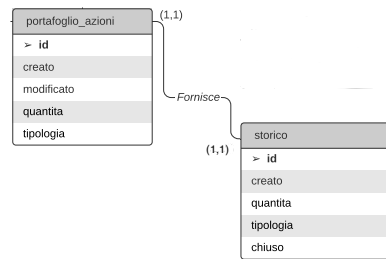 portafoglio_azioni
(1,1)
➢ id
creato
modificato
quantita
tipologia
Fornisce
(1,1)
storico
➢ id
creato
quantita
tipologia
chiuso